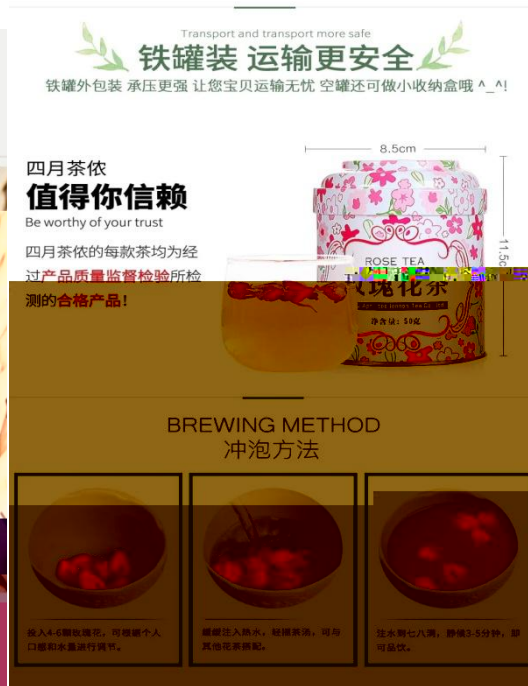 Transport and transport more safe
铁罐装 运输更安全
铁罐外包装 承压更强 让您宝贝运输无忧 空罐还可做小收纳盒哦 ^_^!
8.5cm
四月茶侬
值得你信赖
Be worthy of your trust
四月茶侬的每款茶均为经
过产品质量监督检验所检
测的合格产品!
11.5c
ROSE TEA
玫瑰花茶
净含量: 50克
BREWING METHOD
冲泡方法
投入4-6颗玫瑰花, 可根据个人
口感和水量进行调节。
缓缓注入热水, 轻摇茶汤, 可与
其他花茶搭配。
注水到七八满, 静候3-5分钟, 即
可品饮。